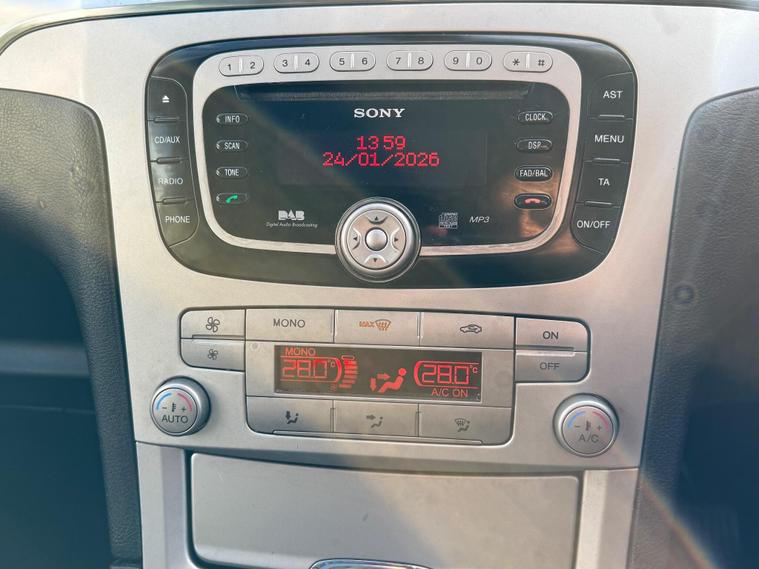 1 2 3 4 5 6 7 8 9 0 * #
SONY
AST
INFO
CLOCK
13 59
24/01/2026
CD/AUX
SCAN
DSP
MENU
RADIO
TONE
FAD/BAL
TA
PHONE
DAB
Digital Audio Broadcasting
MP3
ON/OFF
MONO
MAX
ON
OFF
MONO
28.0°C
28.0°C
A/C ON
- +
AUTO
- +
A/C